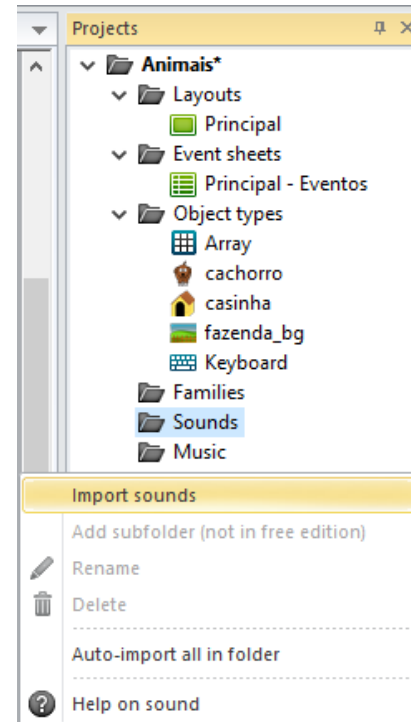 Projects
Animais*
Layouts
Principal
Event sheets
Principal - Eventos
Object types
Array
cachorro
casinha
fazenda_bg
Keyboard
Families
Sounds
Music
Import sounds
Add subfolder (not in free edition)
Rename
Delete
Auto-import all in folder
Help on sound